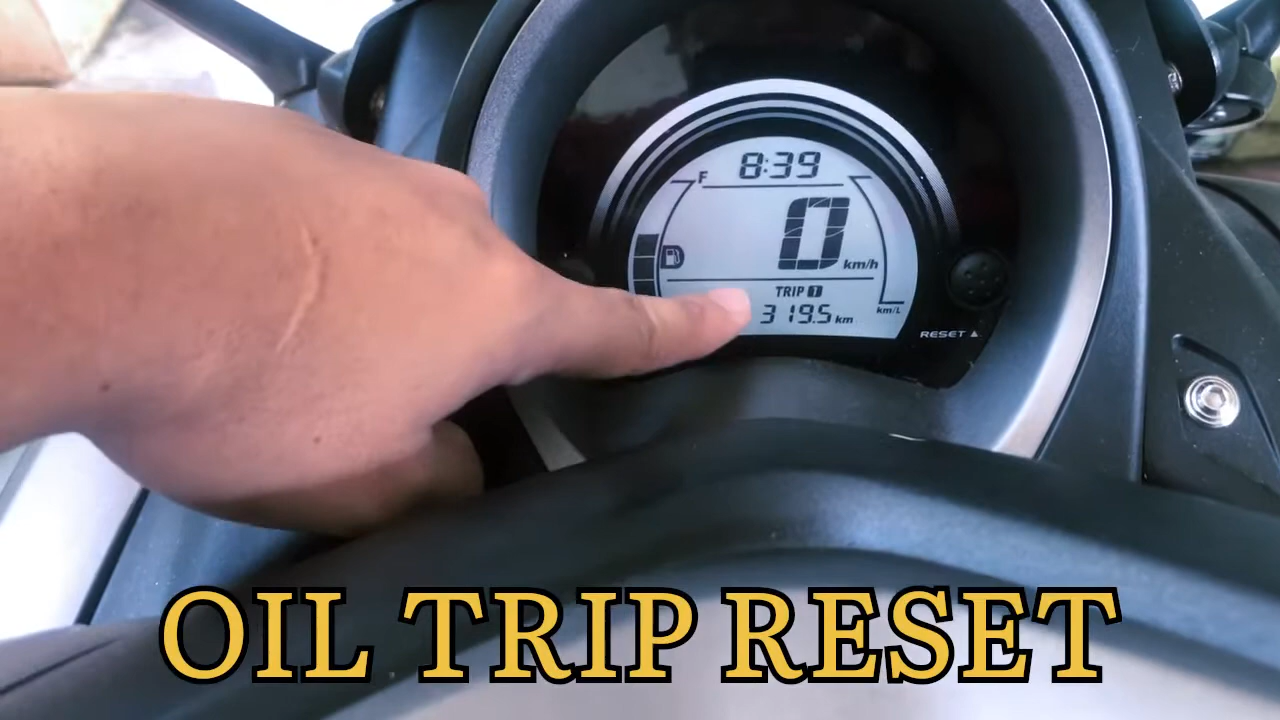 8:39
F
0 km/h
TRIP 1
319.5 km
km/L
RESET ▲
OIL TRIP RESET